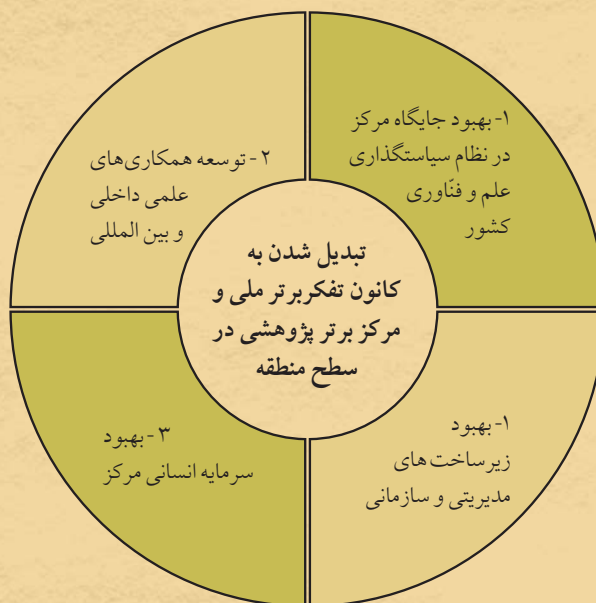 ۱- بهبود جایگاه مرکز
در نظام سیاستگذاری
علم و فنّاوری
کشور
۲- توسعه همکاری‌های
علمی داخلی
و بین المللی
تبدیل شدن به
کانون تفکربرتر ملی و
مرکز برتر پژوهشی در
سطح منطقه
۳- بهبود
سرمایه انسانی مرکز
۱- بهبود
زیرساخت‌های
مدیریتی و سازمانی